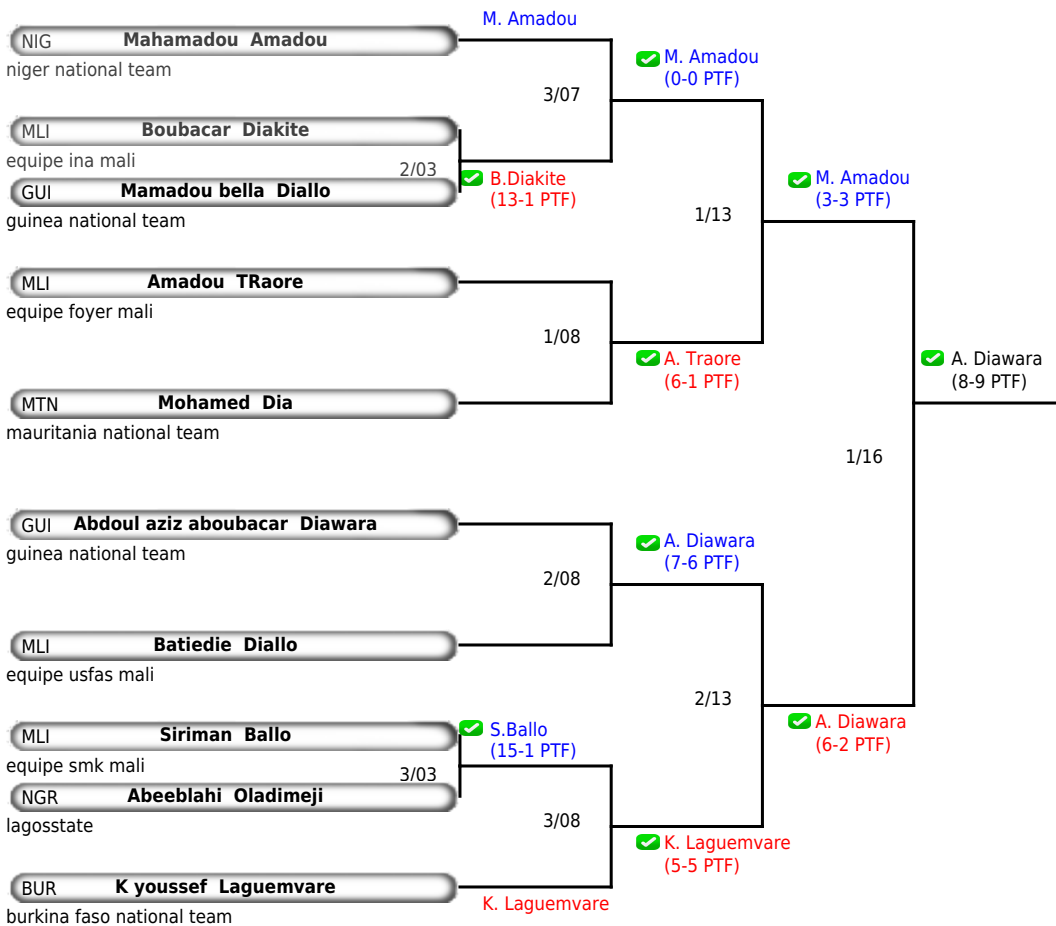 M. Amadou
NIG Mahamadou Amadou
niger national team
M. Amadou
(0-0 PTF)
3/07
MLI Boubacar Diakite
equipe ina mali
2/03
B.Diakite
(13-1 PTF)
GUI Mamadou bella Diallo
guinea national team
M. Amadou
(3-3 PTF)
1/13
MLI Amadou TRaore
equipe foyer mali
1/08
A. Traore
(6-1 PTF)
A. Diawara
(8-9 PTF)
MTN Mohamed Dia
mauritania national team
1/16
GUI Abdoul aziz aboubacar Diawara
guinea national team
A. Diawara
(7-6 PTF)
2/08
MLI Batiedie Diallo
equipe usfas mali
2/13
A. Diawara
(6-2 PTF)
MLI Siriman Ballo
equipe smk mali
S.Ballo
(15-1 PTF)
3/03
NGR Abeeblahi Oladimeji
lagosstate
3/08
K. Laguemvare
(5-5 PTF)
BUR K youssef Laguemvare
burkina faso national team
K. Laguemvare